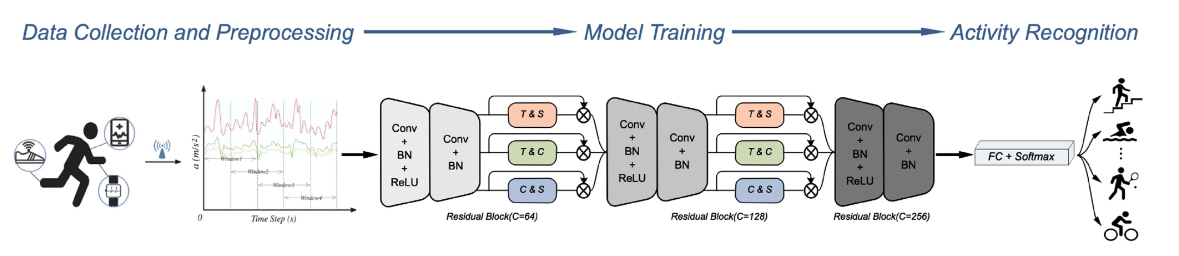 Data Collection and Preprocessing
Model Training
Activity Recognition
a (m/s²)
Window1
Window2
Window3
Window4
0
Time Step (s)
Conv
+
BN
+
ReLU
Conv
+
BN
T & S
T & C
C & S
Residual Block(C=64)
Conv
+
BN
+
ReLU
Conv
+
BN
T & S
T & C
C & S
Residual Block(C=128)
Conv
+
BN
+
ReLU
Conv
+
BN
Residual Block(C=256)
FC + Softmax